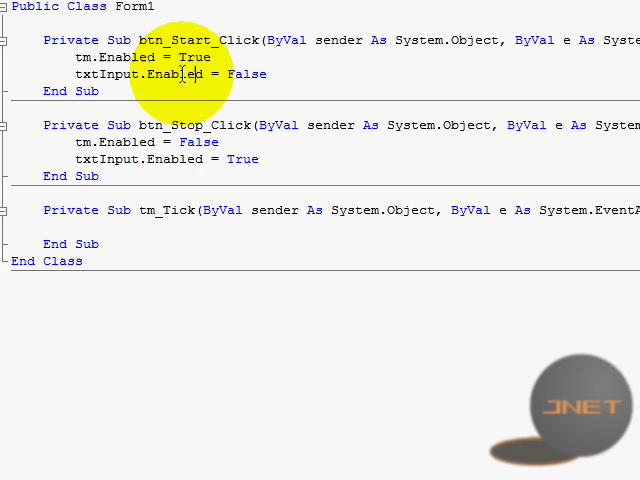 Public Class Form1
Private Sub btn_Start_Click(ByVal sender As System.Object, ByVal e As Syste
tm.Enabled = True
txtInput.Enabled = False
End Sub
Private Sub btn_Stop_Click(ByVal sender As System.Object, ByVal e As System
tm.Enabled = False
txtInput.Enabled = True
End Sub
Private Sub tm_Tick(ByVal sender As System.Object, ByVal e As System.EventA
End Sub
End Class
JNET